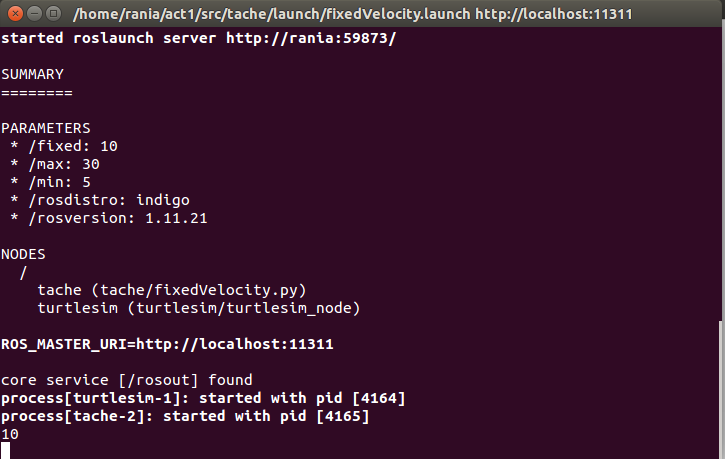 /home/rania/act1/src/tache/launch/fixedVelocity.launch http://localhost:11311
started roslaunch server http://rania:59873/
SUMMARY
========
PARAMETERS
* /fixed: 10
* /max: 30
* /min: 5
* /rosdistro: indigo
* /rosversion: 1.11.21
NODES
/
tache (tache/fixedVelocity.py)
turtlesim (turtlesim/turtlesim_node)
ROS_MASTER_URI=http://localhost:11311
core service [/rosout] found
process[turtlesim-1]: started with pid [4164]
process[tache-2]: started with pid [4165]
10